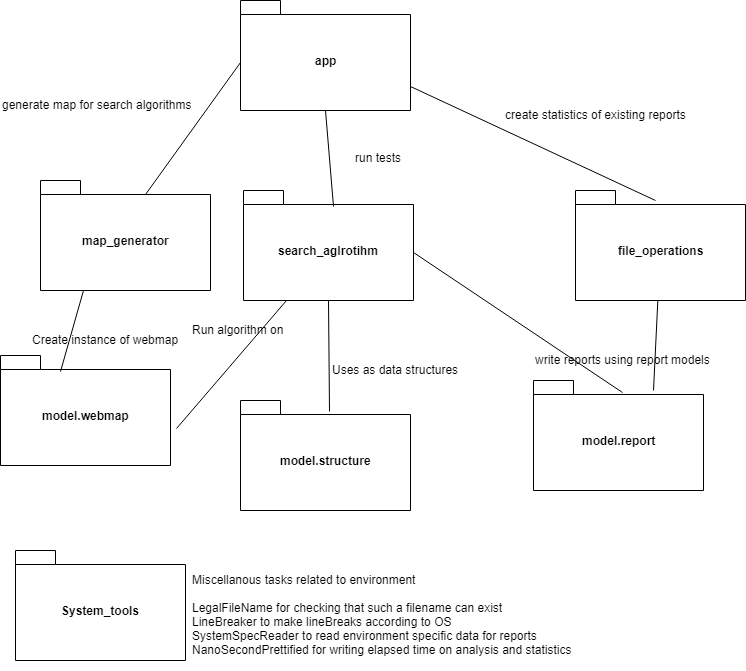 app
generate map for search algorithms
create statistics of existing reports
run tests
map_generator
search_aglrotihm
file_operations
Create instance of webmap
Run algorithm on
write reports using report models
Uses as data structures
model.webmap
model.structure
model.report
System_tools
Miscellanous tasks related to environment
LegalFileName for checking that such a filename can exist
LineBreaker to make lineBreaks according to OS
SystemSpecReader to read environment specific data for reports
NanoSecondPrettified for writing elapsed time on analysis and statistics